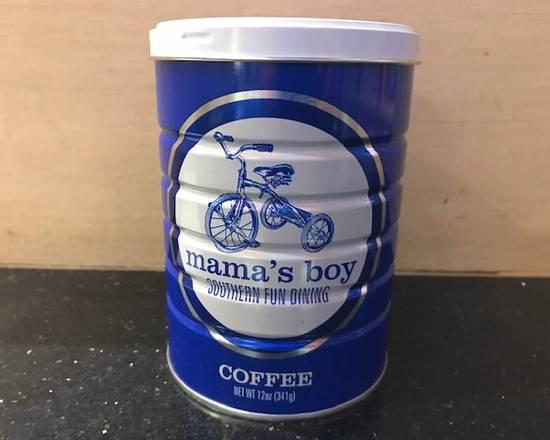 mama's boy
SOUTHERN FUN DINING
COFFEE
NET WT 12oz (341g)